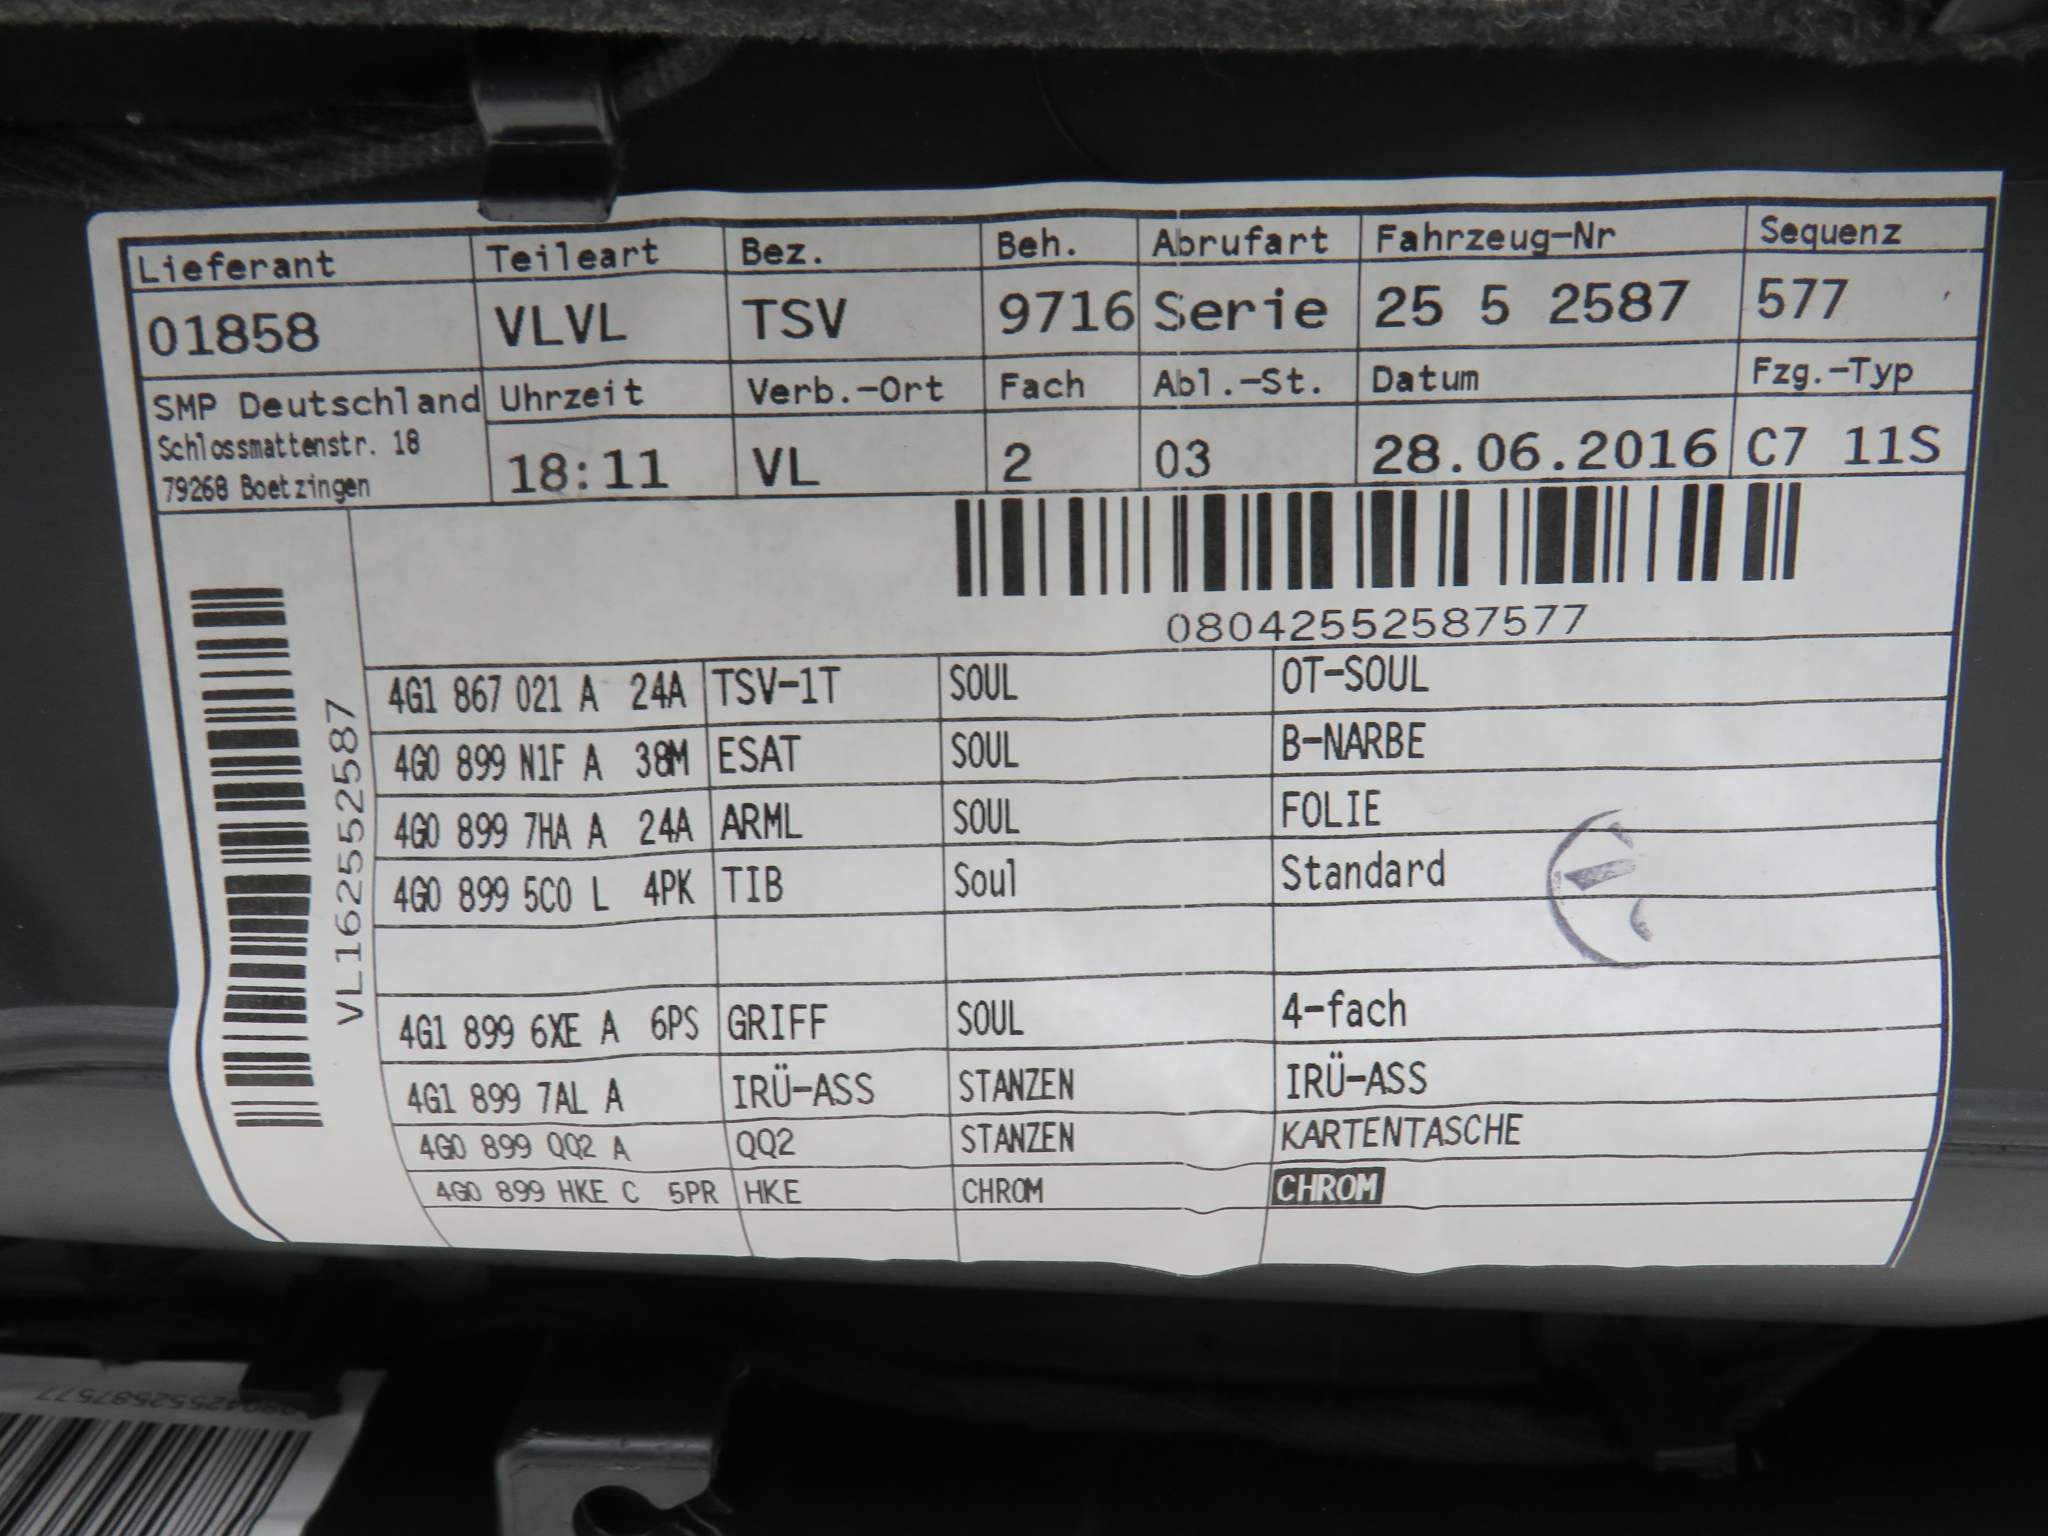 Lieferant Teileart Bez. Beh. Abrufart Fahrzeug-Nr Sequenz
01858 VLVL TSV 9716 Serie 25 5 2587 577
SMP Deutschland Uhrzeit Verb.-Ort Fach Abl.-St. Datum Fzg.-Typ
Schlossmattenstr. 18
79268 Boetzingen 18:11 VL 2 03 28.06.2016 C7 11S
08042552587577
VL162552587
4G1 867 021 A 24A TSV-1T SOUL OT-SOUL
4G0 899 N1F A 38M ESAT SOUL B-NARBE
4G0 899 7HA A 24A ARML SOUL FOLIE
4G0 899 5C0 L 4PK TIB Soul Standard
4G1 899 6XE A 6PS GRIFF SOUL 4-fach
4G1 899 7AL A IRÜ-ASS STANZEN IRÜ-ASS
4G0 899 QQ2 A QQ2 STANZEN KARTENTASCHE
4G0 899 HKE C 5PR HKE CHROM CHROM
08042552587577